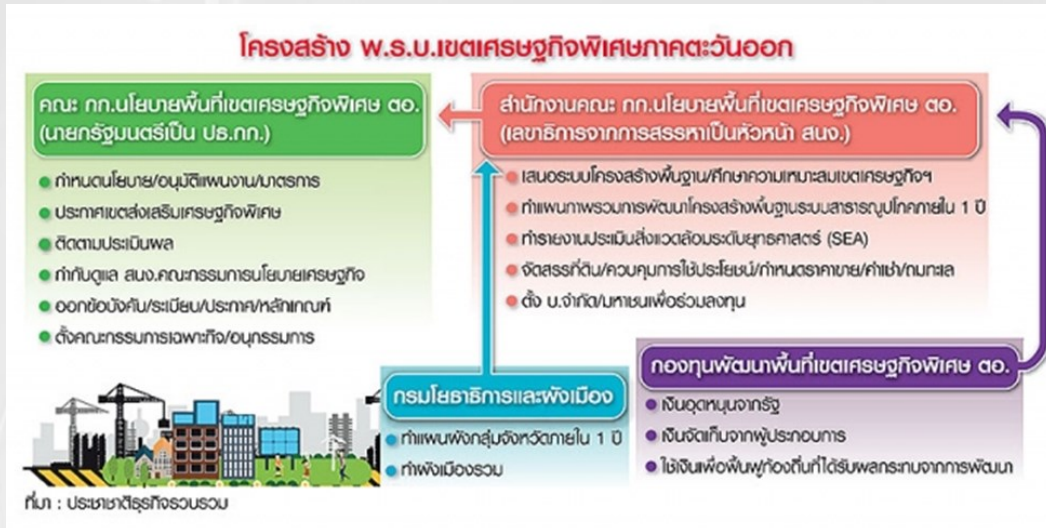 โครงสร้าง พ.ร.บ.เขตเศรษฐกิจพิเศษภาคตะวันออก
คณะ กก.นโยบายพื้นที่เขตเศรษฐกิจพิเศษ ตอ.
(นายกรัฐมนตรีเป็น ปธ.กก.)
กำหนดนโยบาย/อนุมัติแผนงาน/มาตรการ
ประกาศเขตส่งเสริมเศรษฐกิจพิเศษ
ติดตามประเมินผล
กำกับดูแล สนง.คณะกรรมการนโยบายเศรษฐกิจ
ออกข้อบังคับ/ระเบียบ/ประกาศ/หลักเกณฑ์
ตั้งคณะกรรมการเฉพาะกิจ/อนุกรรมการ
สำนักงานคณะ กก.นโยบายพื้นที่เขตเศรษฐกิจพิเศษ ตอ.
(เลขาธิการจากการสรรหาเป็นหัวหน้า สนง.)
เสนอระบบโครงสร้างพื้นฐาน/ศึกษาความเหมาะสมเขตเศรษฐกิจฯ
ทำแผนภาพรวมการพัฒนาโครงสร้างพื้นฐานระบบสาธารณูปโภคภายใน 1 ปี
ทำรายงานประเมินสิ่งแวดล้อมระดับยุทธศาสตร์ (SEA)
จัดสรรที่ดิน/ควบคุมการใช้ประโยชน์/กำหนดราคาขาย/ค่าเช่า/ถมทะเล
ตั้ง บ.จำกัด/มหาชนเพื่อร่วมลงทุน
กรมโยธาธิการและผังเมือง
ทำแผนผังกลุ่มจังหวัดภายใน 1 ปี
ทำผังเมืองรวม
กองทุนพัฒนาพื้นที่เขตเศรษฐกิจพิเศษ ตอ.
เงินอุดหนุนจากรัฐ
เงินจัดเก็บจากผู้ประกอบการ
ใช้เงินเพื่อฟื้นฟูท้องถิ่นที่ได้รับผลกระทบจากการพัฒนา
ที่มา : ประชาชาติธุรกิจรวบรวม